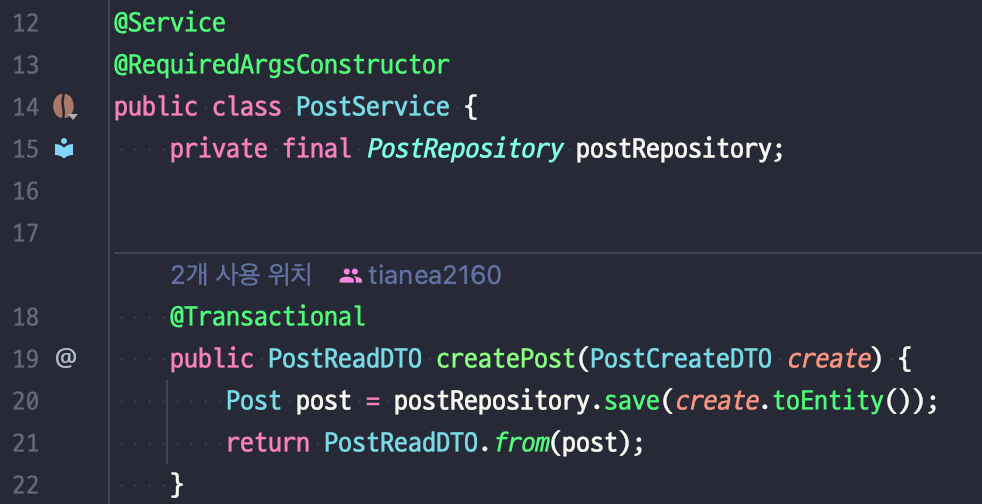 12 @Service
13 @RequiredArgsConstructor
14 public class PostService {
15 private final PostRepository postRepository;
16
17
2개 사용 위치 tianea2160
18 @Transactional
19 @ public PostReadDTO createPost(PostCreateDTO create) {
20 Post post = postRepository.save(create.toEntity());
21 return PostReadDTO.from(post);
22 }